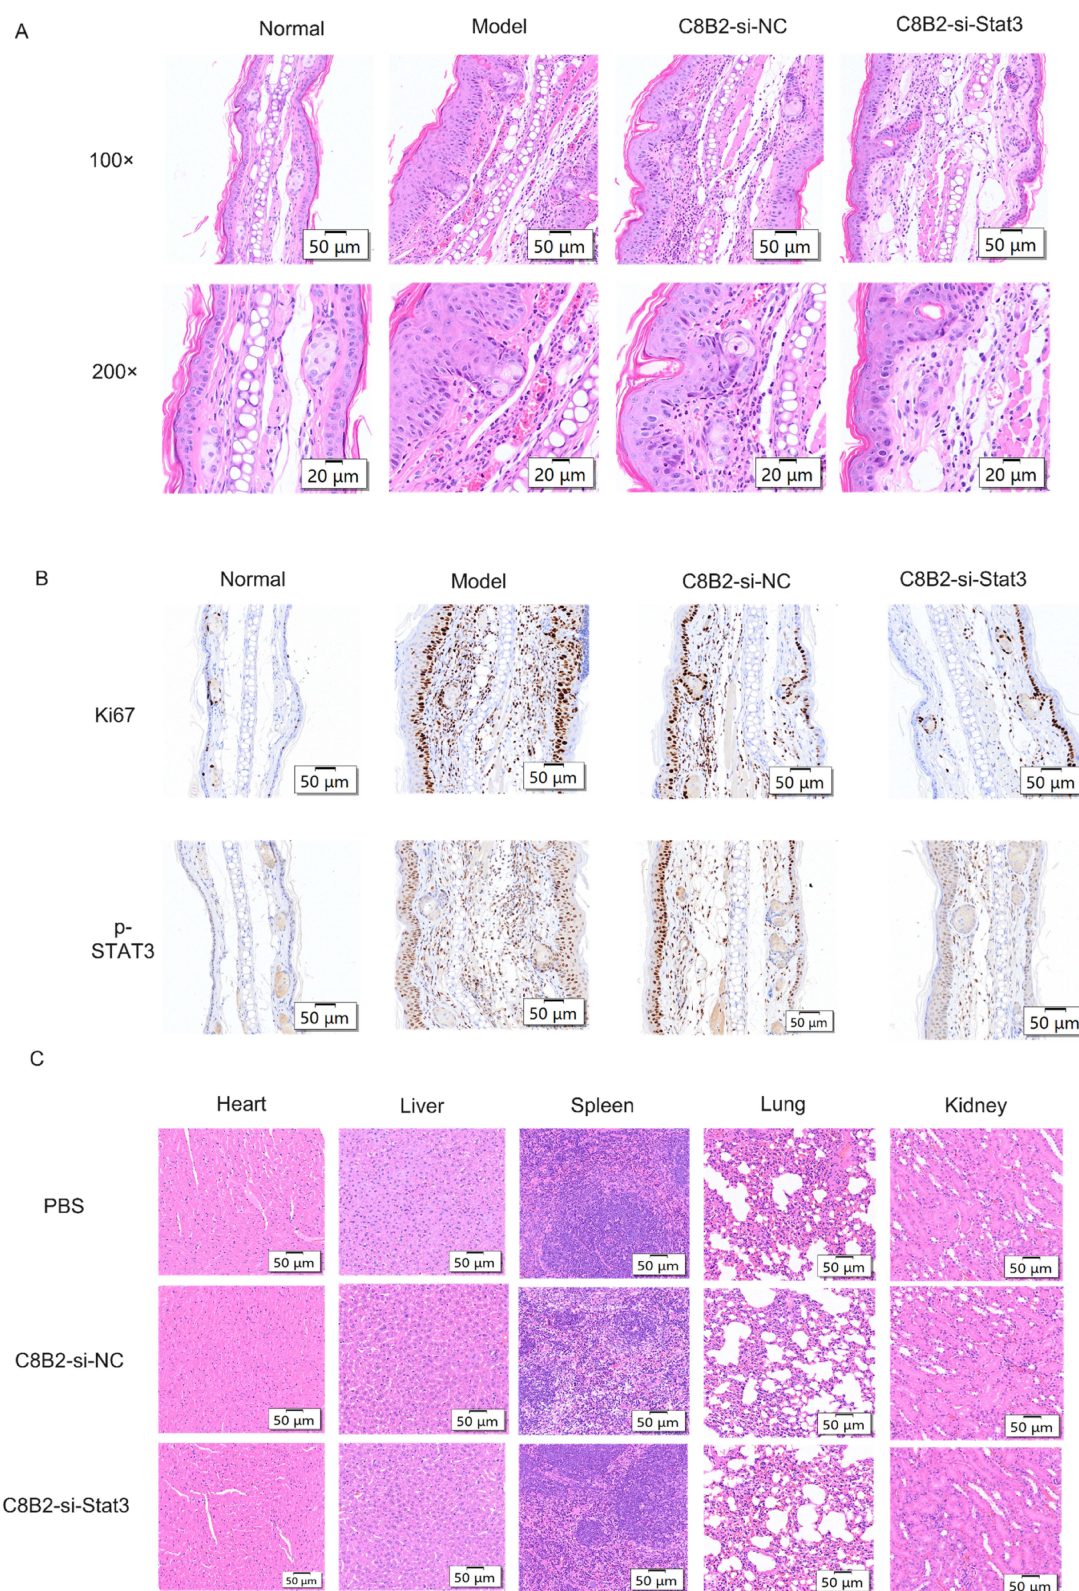 A
Normal
Model
C8B2-si-NC
C8B2-si-Stat3
100×
50 μm
50 μm
50 μm
50 μm
200×
20 μm
20 μm
20 μm
20 μm
B
Normal
Model
C8B2-si-NC
C8B2-si-Stat3
Ki67
50 μm
50 μm
50 μm
50 μm
p-
STAT3
50 μm
50 μm
50 μm
50 μm
C
Heart
Liver
Spleen
Lung
Kidney
PBS
50 μm
50 μm
50 μm
50 μm
50 μm
C8B2-si-NC
50 μm
50 μm
50 μm
50 μm
50 μm
C8B2-si-Stat3
50 μm
50 μm
50 μm
50 μm
50 μm